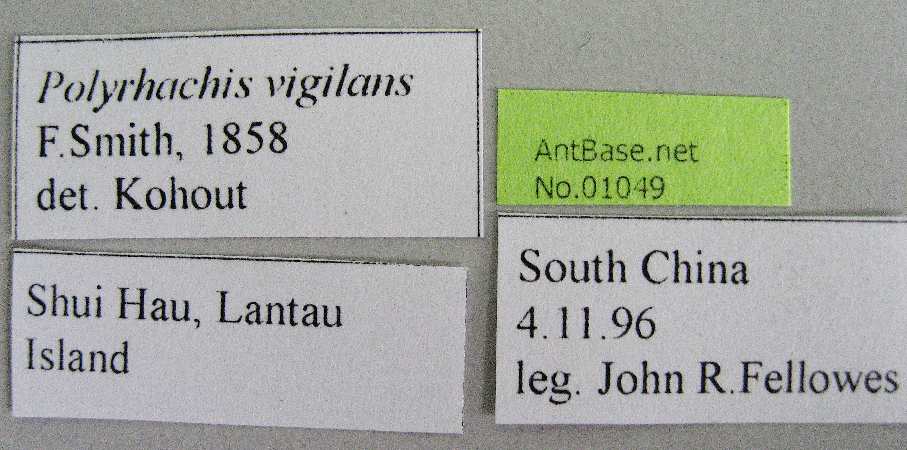 Polyrhachis vigilans
F.Smith, 1858
det. Kohout
AntBase.net
No.01049
Shui Hau, Lantau
Island
South China
4.11.96
leg. John R.Fellowes